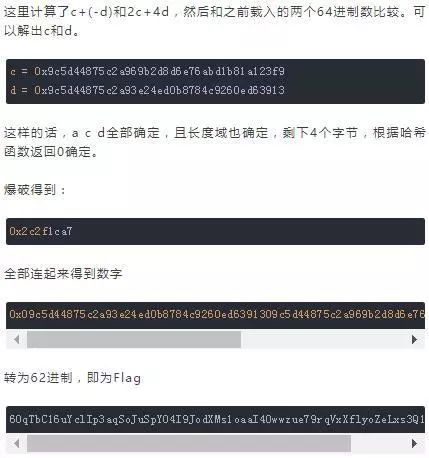 这里计算了c+(-d)和2c+4d，然后和之前载入的两个64进制数比较。可
以解出c和d。
c = 0x9c5d44875c2a969b2d8d6e76abd1b81a123f9
d = 0x9c5d44875c2a93e24ed0b8784c9260ed63913
这样的话，a c d全部确定，且长度域也确定，剩下4个字节，根据哈希
函数返回0确定。
爆破得到：
0x2c2f1ca7
全部连起来得到数字
0x09c5d44875c2a93e24ed0b8784c9260ed6391309c5d44875c2a969b2d8d6e76
转为62进制，即为Flag
60qTbC16uYclIp3aqSoJuSpY04I9JodXMs1oaaI40wwzue79rqVxXflyoZeLxs3Q1